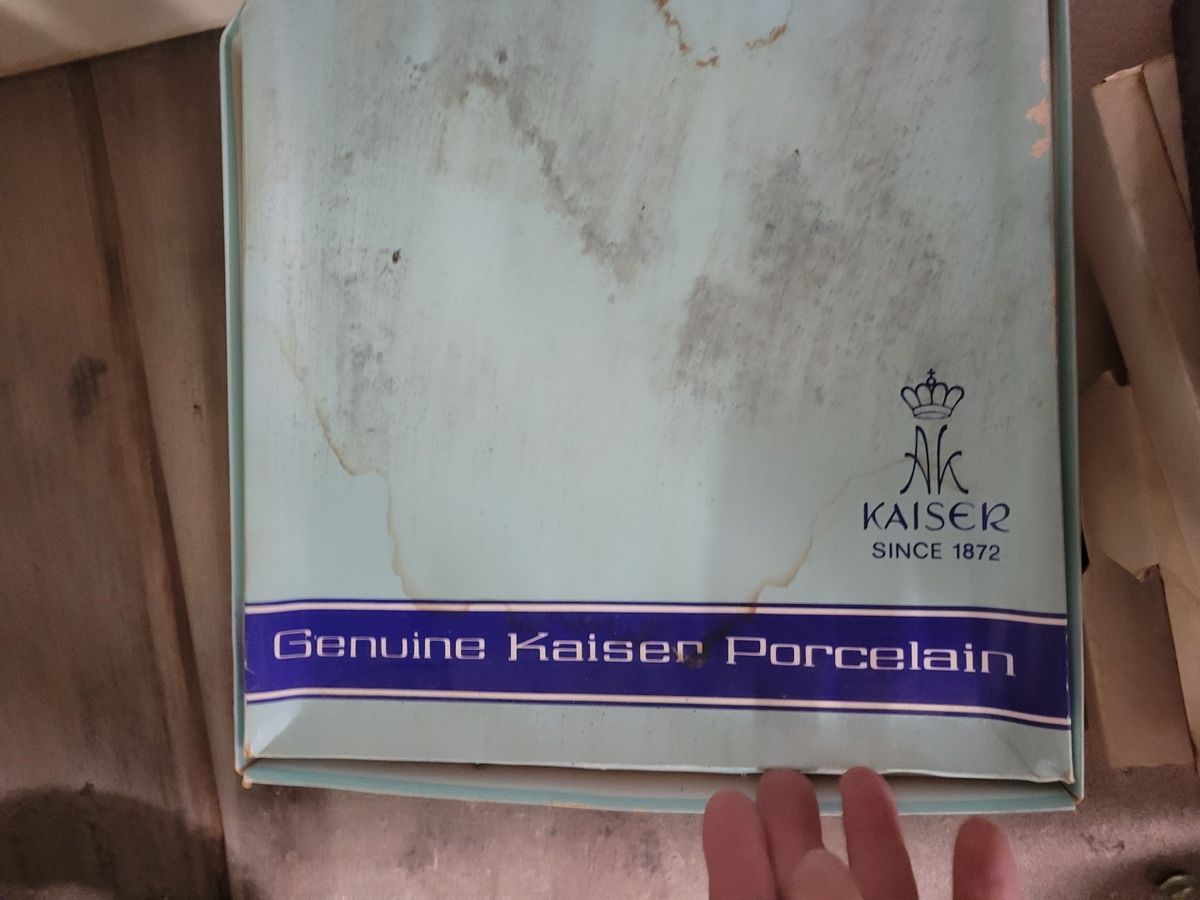 AK
KAISER
SINCE 1872
Genuine Kaiser Porcelain